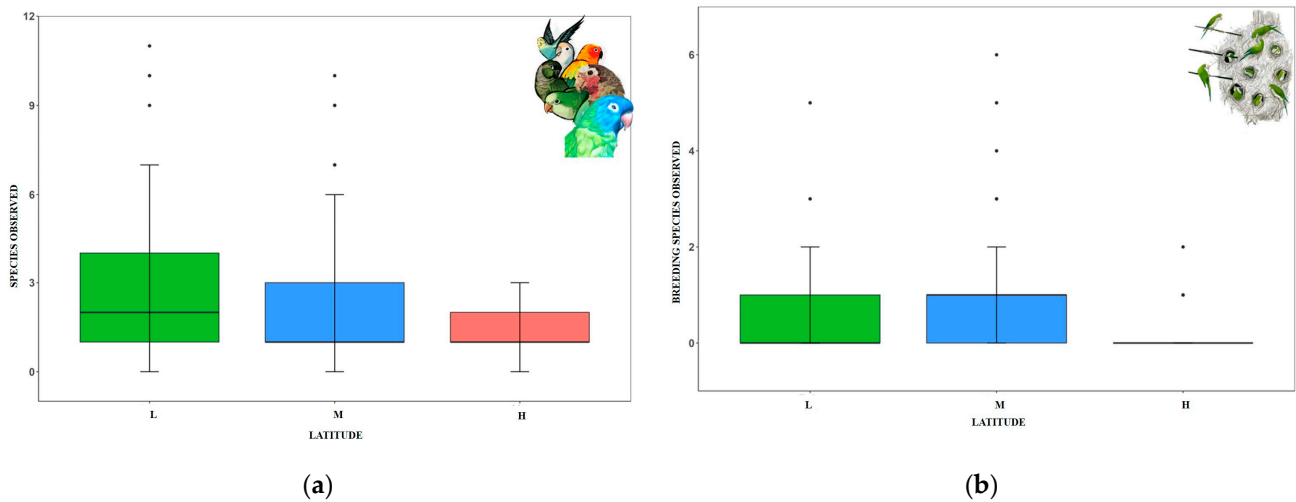 12
9
6
3
0
SPECIES OBSERVED
L M H
LATITUDE
(a)
6
4
2
0
BREEDING SPECIES OBSERVED
L M H
LATITUDE
(b)